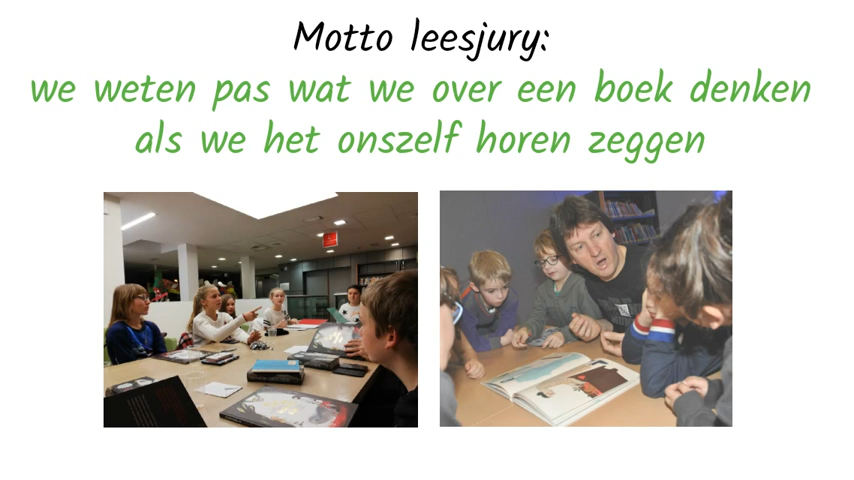 Motto leesjury:
we weten pas wat we over een boek denken
als we het onszelf horen zeggen